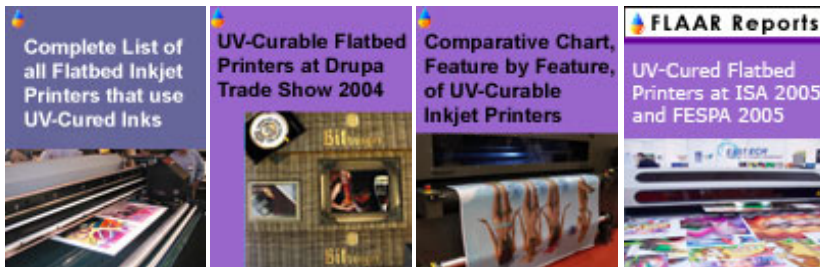 Complete List of
all Flatbed Inkjet
Printers that use
UV-Cured Inks
UV-Curable Flatbed
Printers at Drupa
Trade Show 2004
Comparative Chart,
Feature by Feature,
of UV-Curable
Inkjet Printers
FLAAR Reports
UV-Cured Flatbed
Printers at ISA 2005
and FESPA 2005